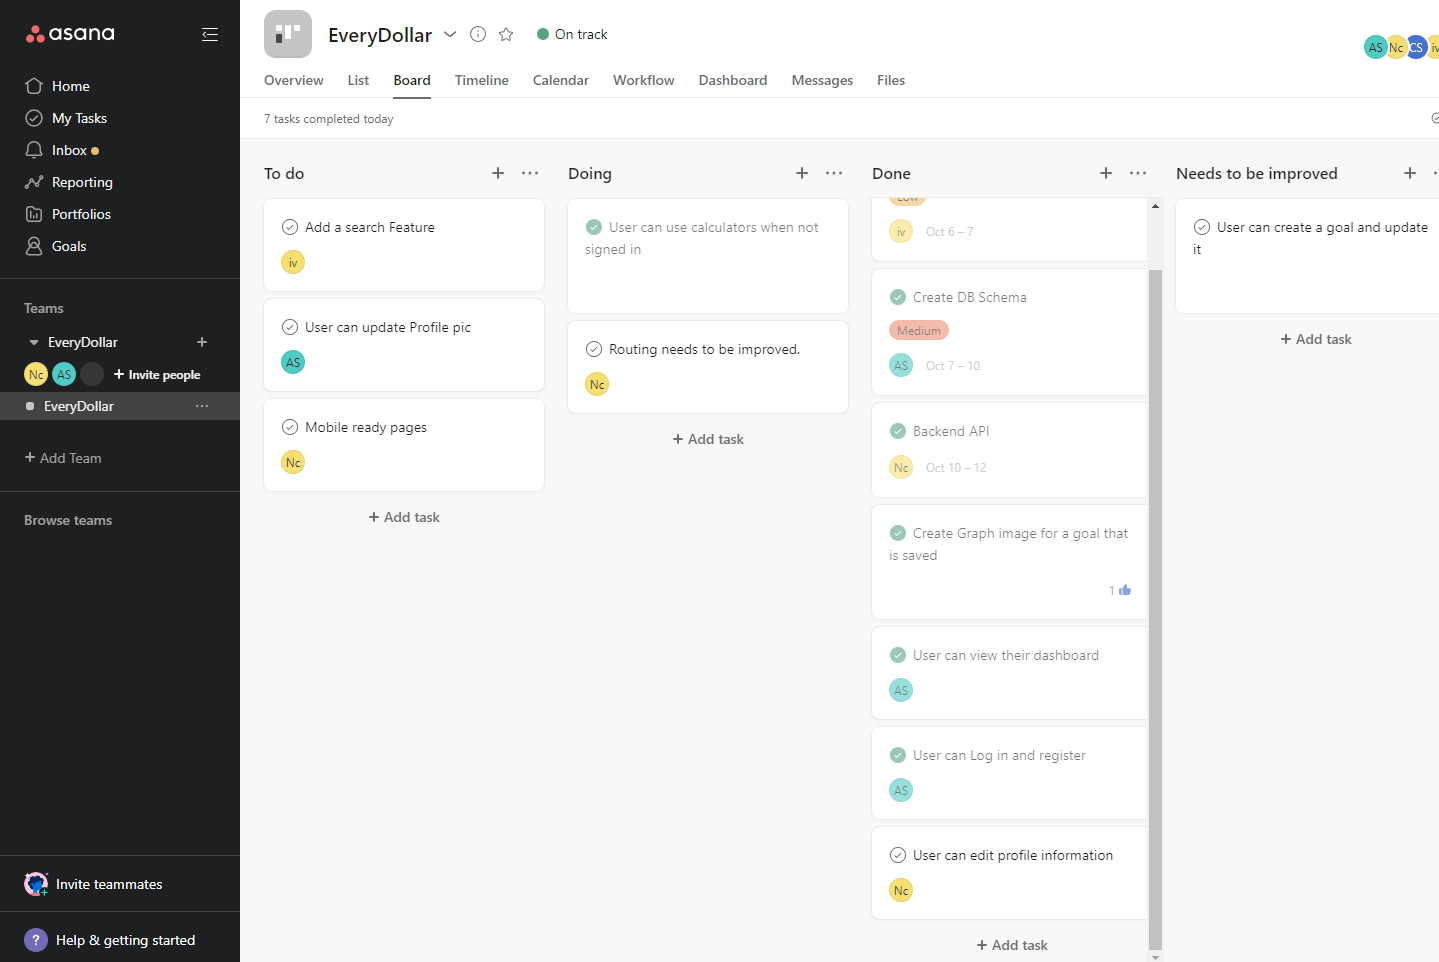 asana
Home
My Tasks
Inbox
Reporting
Portfolios
Goals
Teams
EveryDollar
Nc AS + Invite people
EveryDollar
+ Add Team
Browse teams
Invite teammates
? Help & getting started
EveryDollar
On track
AS Nc CS iv
Overview List Board Timeline Calendar Workflow Dashboard Messages Files
7 tasks completed today
To do
Add a search Feature
iv
User can update Profile pic
AS
Mobile ready pages
Nc
+ Add task
Doing
User can use calculators when not
signed in
Routing needs to be improved.
Nc
+ Add task
Done
Low
iv Oct 6 – 7
Create DB Schema
Medium
AS Oct 7 – 10
Backend API
Nc Oct 10 – 12
Create Graph image for a goal that
is saved
1
User can view their dashboard
AS
User can Log in and register
AS
User can edit profile information
Nc
+ Add task
Needs to be improved
User can create a goal and update
it
+ Add task